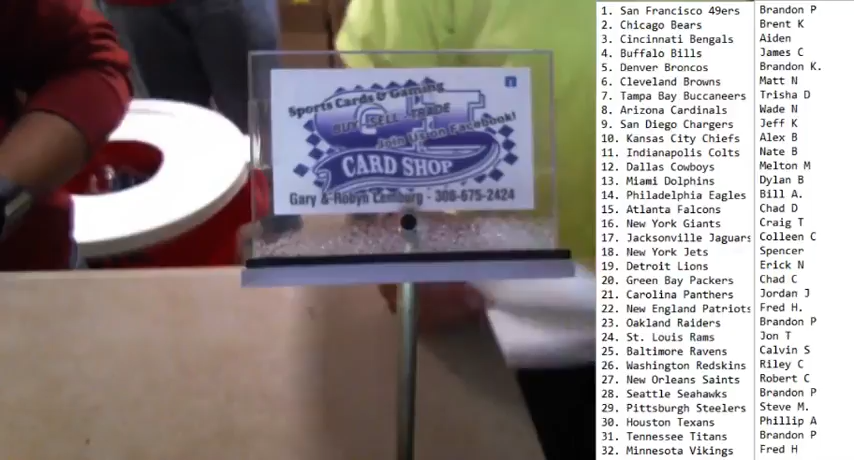 Sports Cards & Gaming
BUY SELL TRADE
Join Us on Facebook!
CARD SHOP
Gary & Robyn - 306-675-2424
1. San Francisco 49ers Brandon P
2. Chicago Bears Brent K
3. Cincinnati Bengals Aiden
4. Buffalo Bills James C
5. Denver Broncos Brandon K.
6. Cleveland Browns Matt N
7. Tampa Bay Buccaneers Trisha D
8. Arizona Cardinals Wade N
9. San Diego Chargers Jeff K
10. Kansas City Chiefs Alex B
11. Indianapolis Colts Nate B
12. Dallas Cowboys Melton M
13. Miami Dolphins Dylan B
14. Philadelphia Eagles Bill A.
15. Atlanta Falcons Chad D
16. New York Giants Craig T
17. Jacksonville Jaguars Colleen C
18. New York Jets Spencer
19. Detroit Lions Erick N
20. Green Bay Packers Chad C
21. Carolina Panthers Jordan J
22. New England Patriots Fred H.
23. Oakland Raiders Brandon P
24. St. Louis Rams Jon T
25. Baltimore Ravens Calvin S
26. Washington Redskins Riley C
27. New Orleans Saints Robert C
28. Seattle Seahawks Brandon P
29. Pittsburgh Steelers Steve M.
30. Houston Texans Phillip A
31. Tennessee Titans Brandon P
32. Minnesota Vikings Fred H